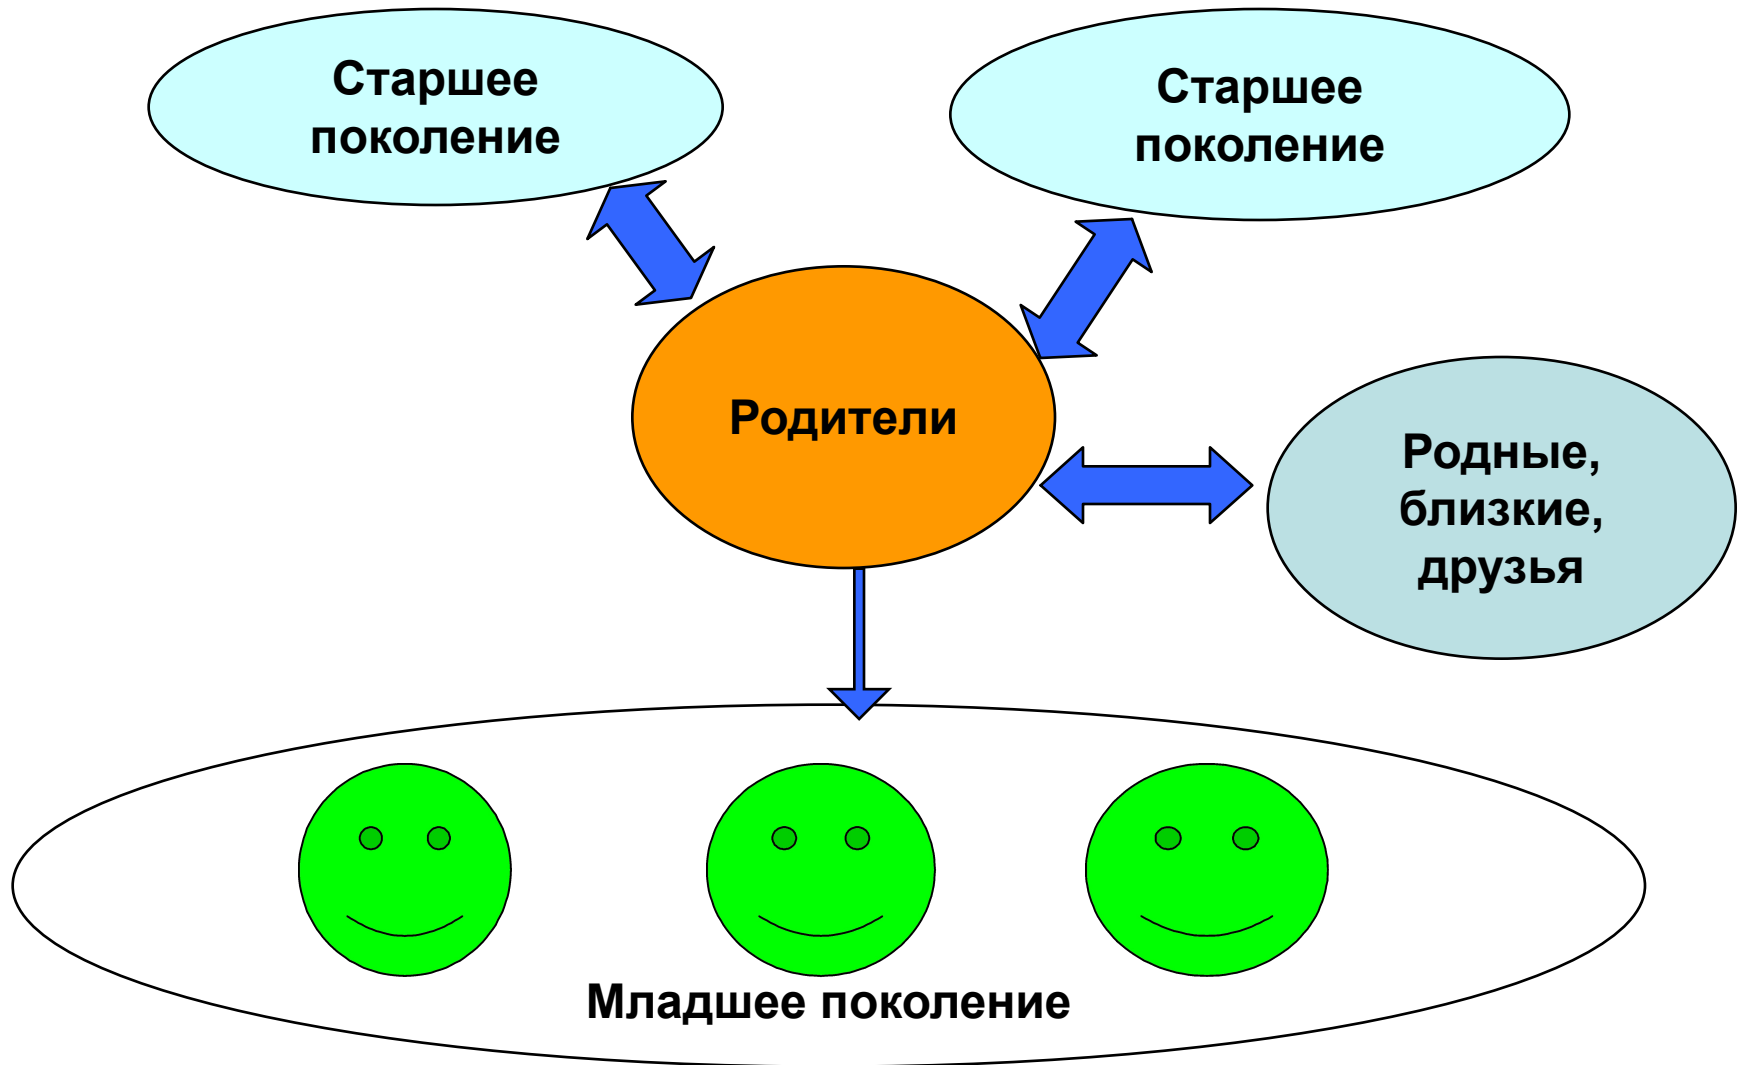 Старшее
поколение
Старшее
поколение
Родители
Родные,
близкие,
друзья
Младшее поколение